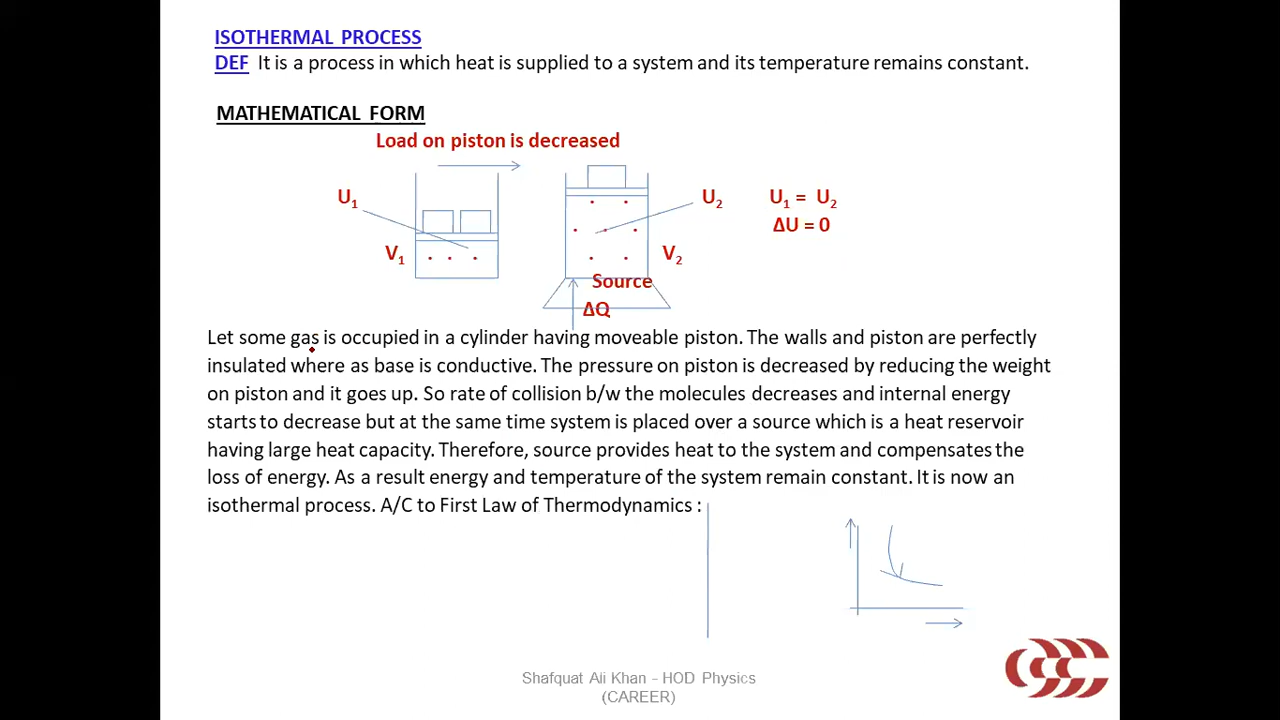 ISOTHERMAL PROCESS
DEF It is a process in which heat is supplied to a system and its temperature remains constant.
MATHEMATICAL FORM
Load on piston is decreased
U₁ U₂ U₁ = U₂
ΔU = 0
V₁ V₂
Source
ΔQ
Let some gas is occupied in a cylinder having moveable piston. The walls and piston are perfectly
insulated where as base is conductive. The pressure on piston is decreased by reducing the weight
on piston and it goes up. So rate of collision b/w the molecules decreases and internal energy
starts to decrease but at the same time system is placed over a source which is a heat reservoir
having large heat capacity. Therefore, source provides heat to the system and compensates the
loss of energy. As a result energy and temperature of the system remain constant. It is now an
isothermal process. A/C to First Law of Thermodynamics :
Shafquat Ali Khan - HOD Physics
(CAREER)